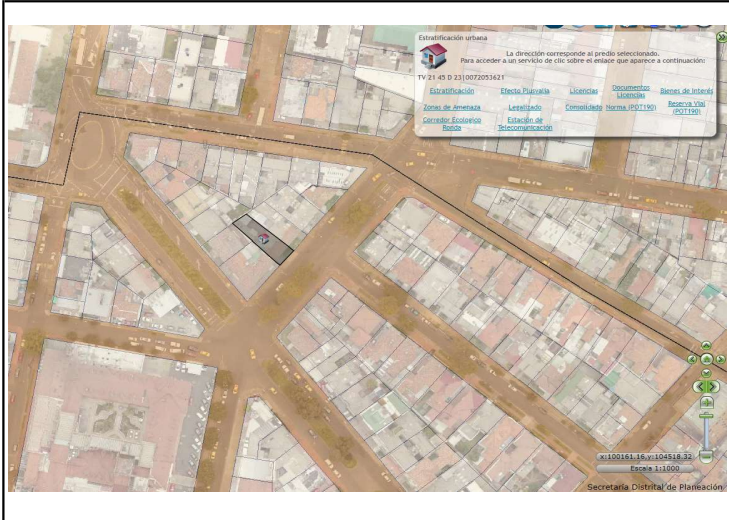 Estratificación urbana
La dirección corresponde al predio seleccionado.
Para acceder a un servicio de clic sobre el enlace que aparece a continuación:
TV 21 45 D 23|0072053621
Estratificación Efecto Plusvalía Licencias Documentos Licencias Bienes de Interés
Zonas de Amenaza Legalizado Consolidado Norma (POT190) Reserva Vial (POT190)
Corredor Ecologico Ronda Estación de Telecomunicación
x:100161.16,y:104518.32
Escala 1:1000
Secretaría Distrital de Planeación